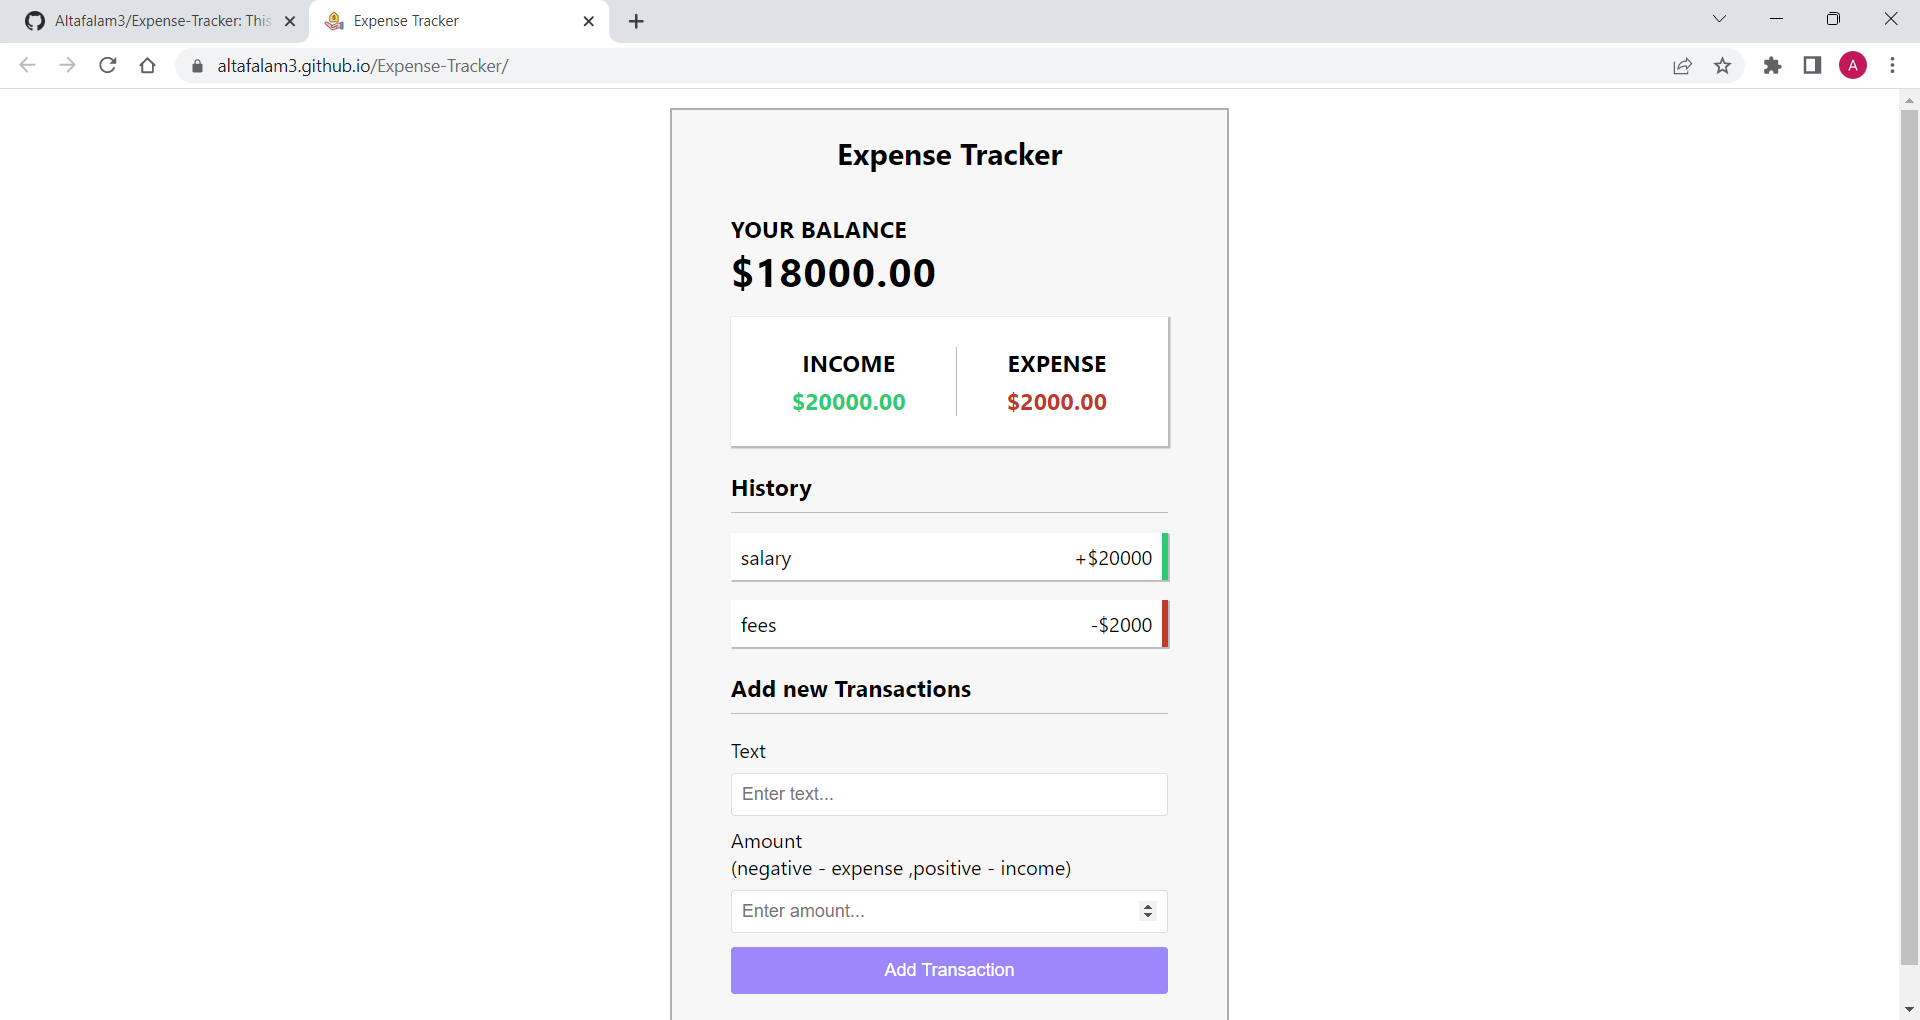 Altafalam3/Expense-Tracker: This
Expense Tracker
altafalam3.github.io/Expense-Tracker/
A
Expense Tracker
YOUR BALANCE
$18000.00
INCOME
EXPENSE
$20000.00
$2000.00
History
salary
+$20000
fees
-$2000
Add new Transactions
Text
Enter text...
Amount
(negative - expense ,positive - income)
Enter amount...
Add Transaction